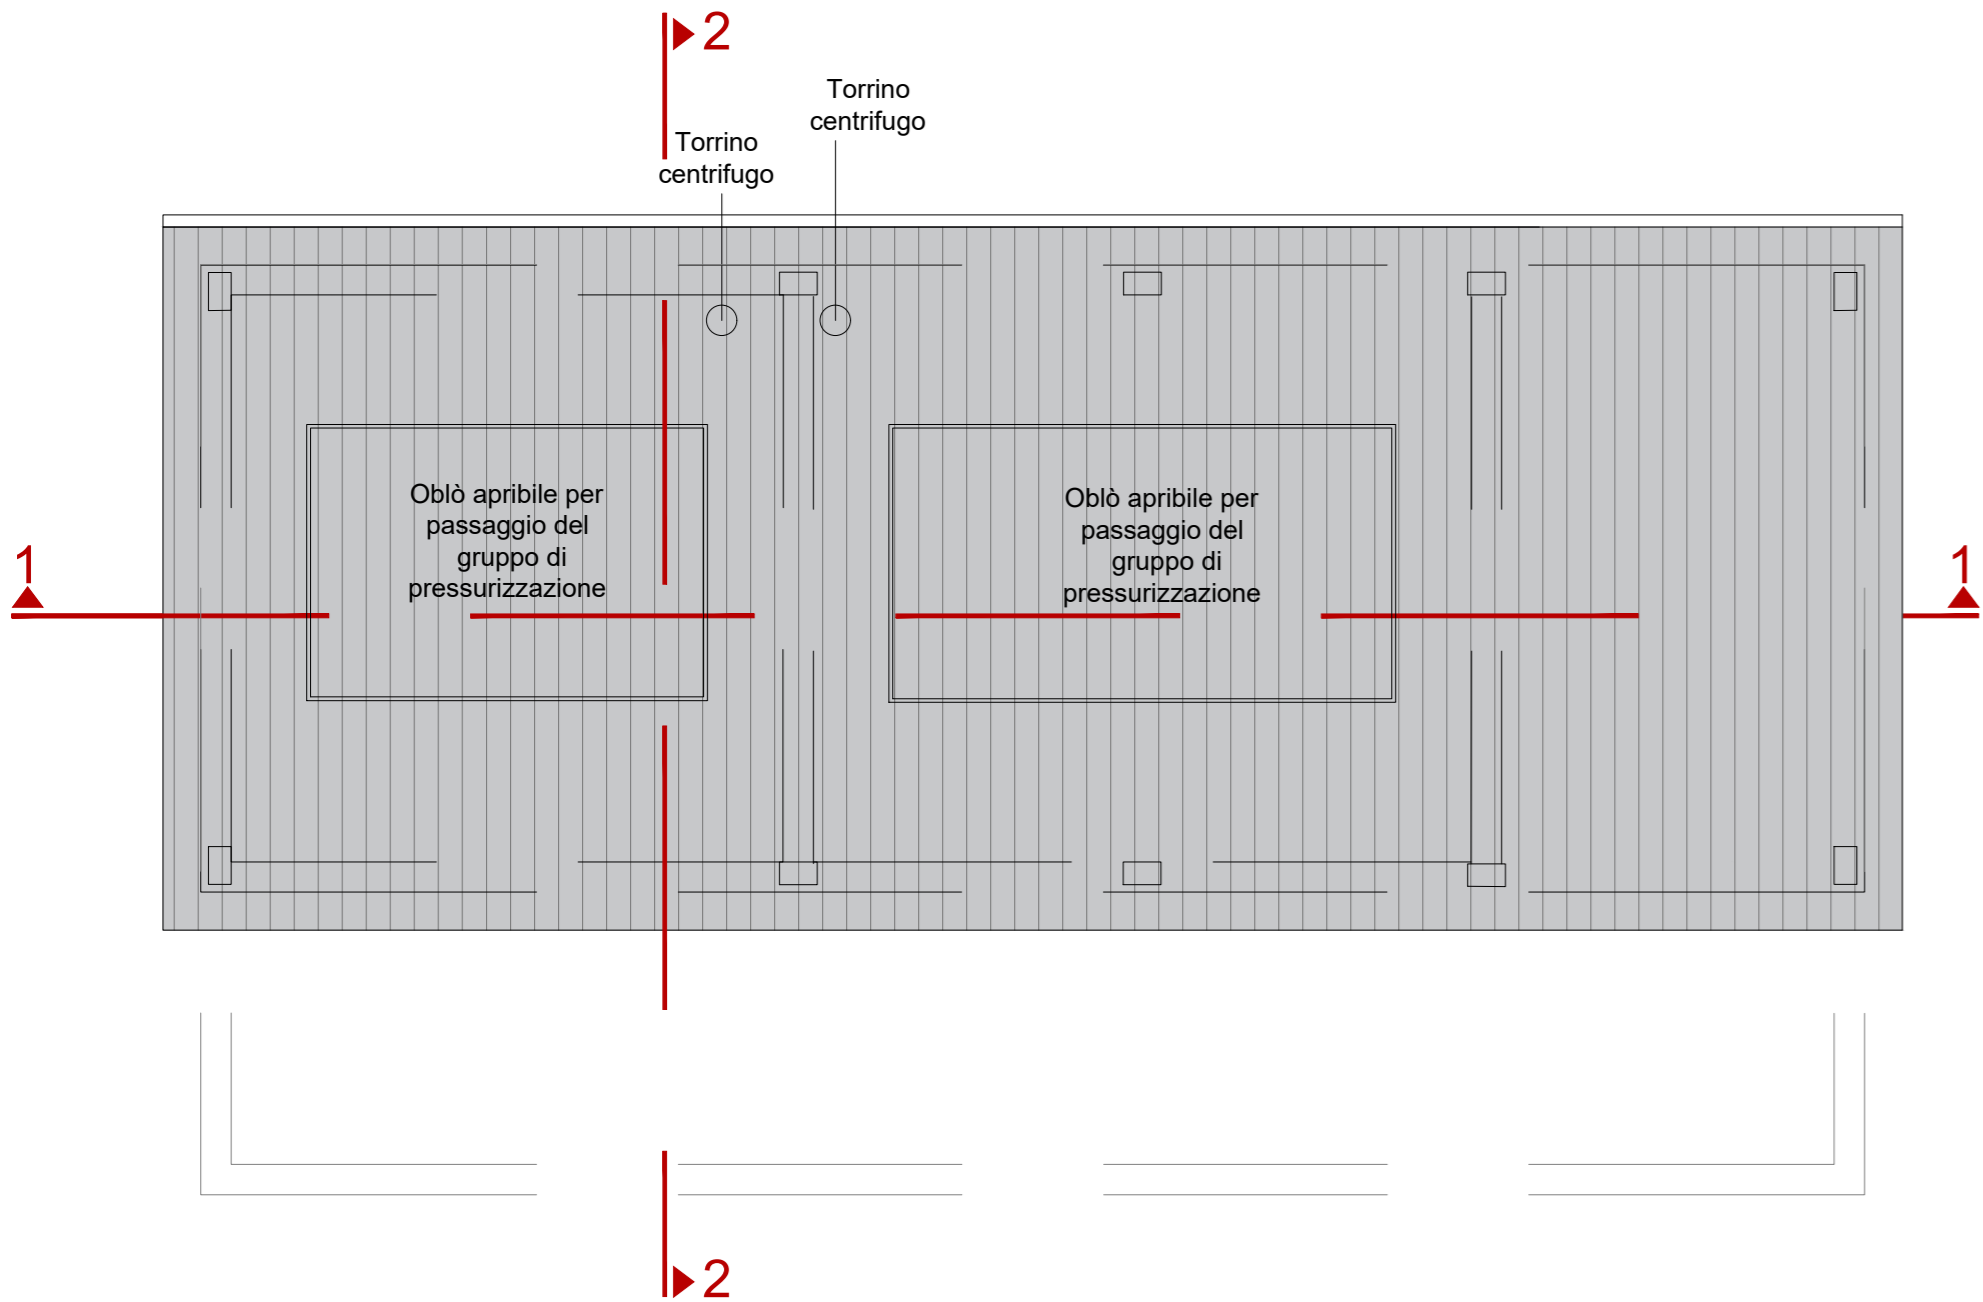 2
Torrino
centrifugo
Torrino
centrifugo
Oblò apribile per
passaggio del
gruppo di
pressurizzazione
Oblò apribile per
passaggio del
gruppo di
pressurizzazione
1
1
2